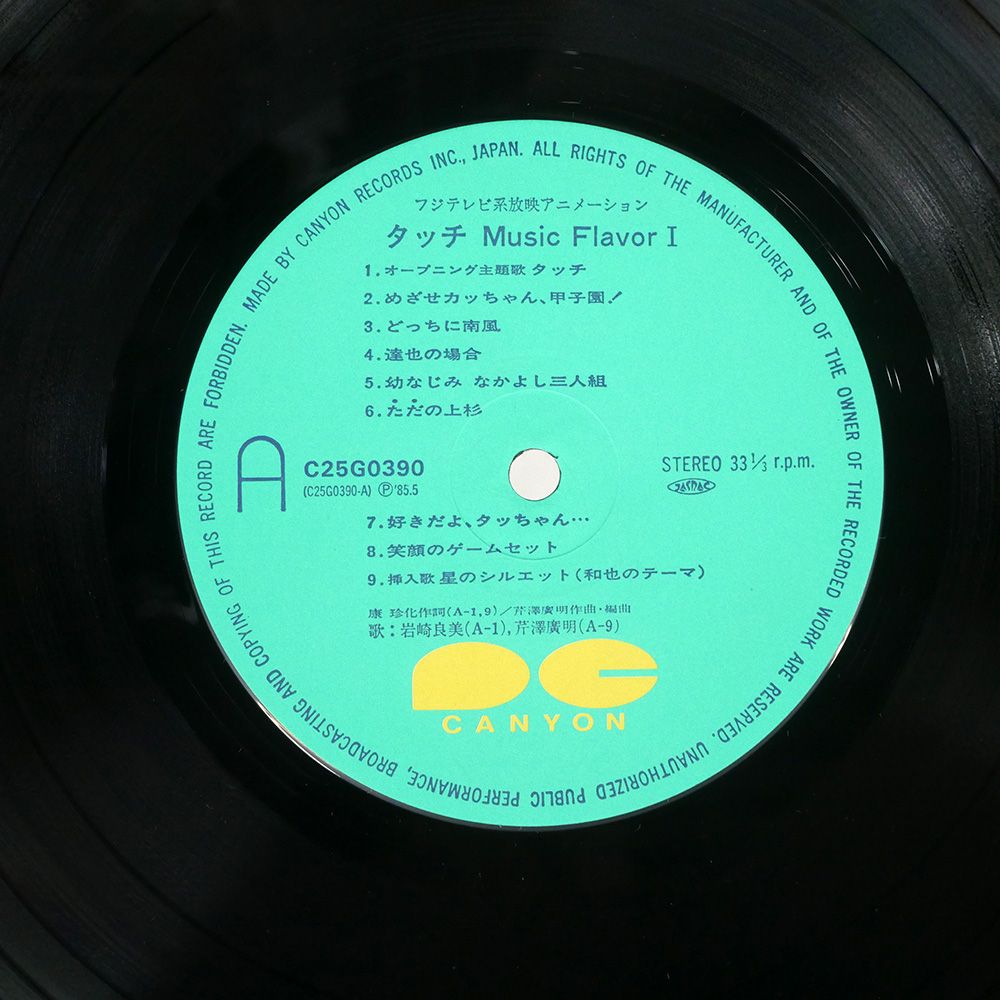 MADE BY CANYON RECORDS INC., JAPAN. ALL RIGHTS OF THE MANUFACTURER AND OF THE OWNER OF THE RECORDED WORK ARE RESERVED. UNAUTHORIZED PUBLIC PERFORMANCE, BROADCASTING AND COPYING OF THIS RECORD ARE FORBIDDEN.
フジテレビ系放映アニメーション
タッチ Music Flavor I
1.オープニング主題歌 タッチ
2.めざせカッちゃん、甲子園!
3.どっちに南風
4.達也の場合
5.幼なじみ なかよし三人組
6.ただの上杉
A
C25G0390
(C25G0390-A) Ⓟ'85.5
STEREO 33 1/3 r.p.m.
JASRAC
7.好きだよ、タッちゃん…
8.笑顔のゲームセット
9.挿入歌 星のシルエット(和也のテーマ)
康 珍化作詞(A-1,9)/芹澤廣明作曲・編曲
歌:岩崎良美(A-1),芹澤廣明(A-9)
CANYON